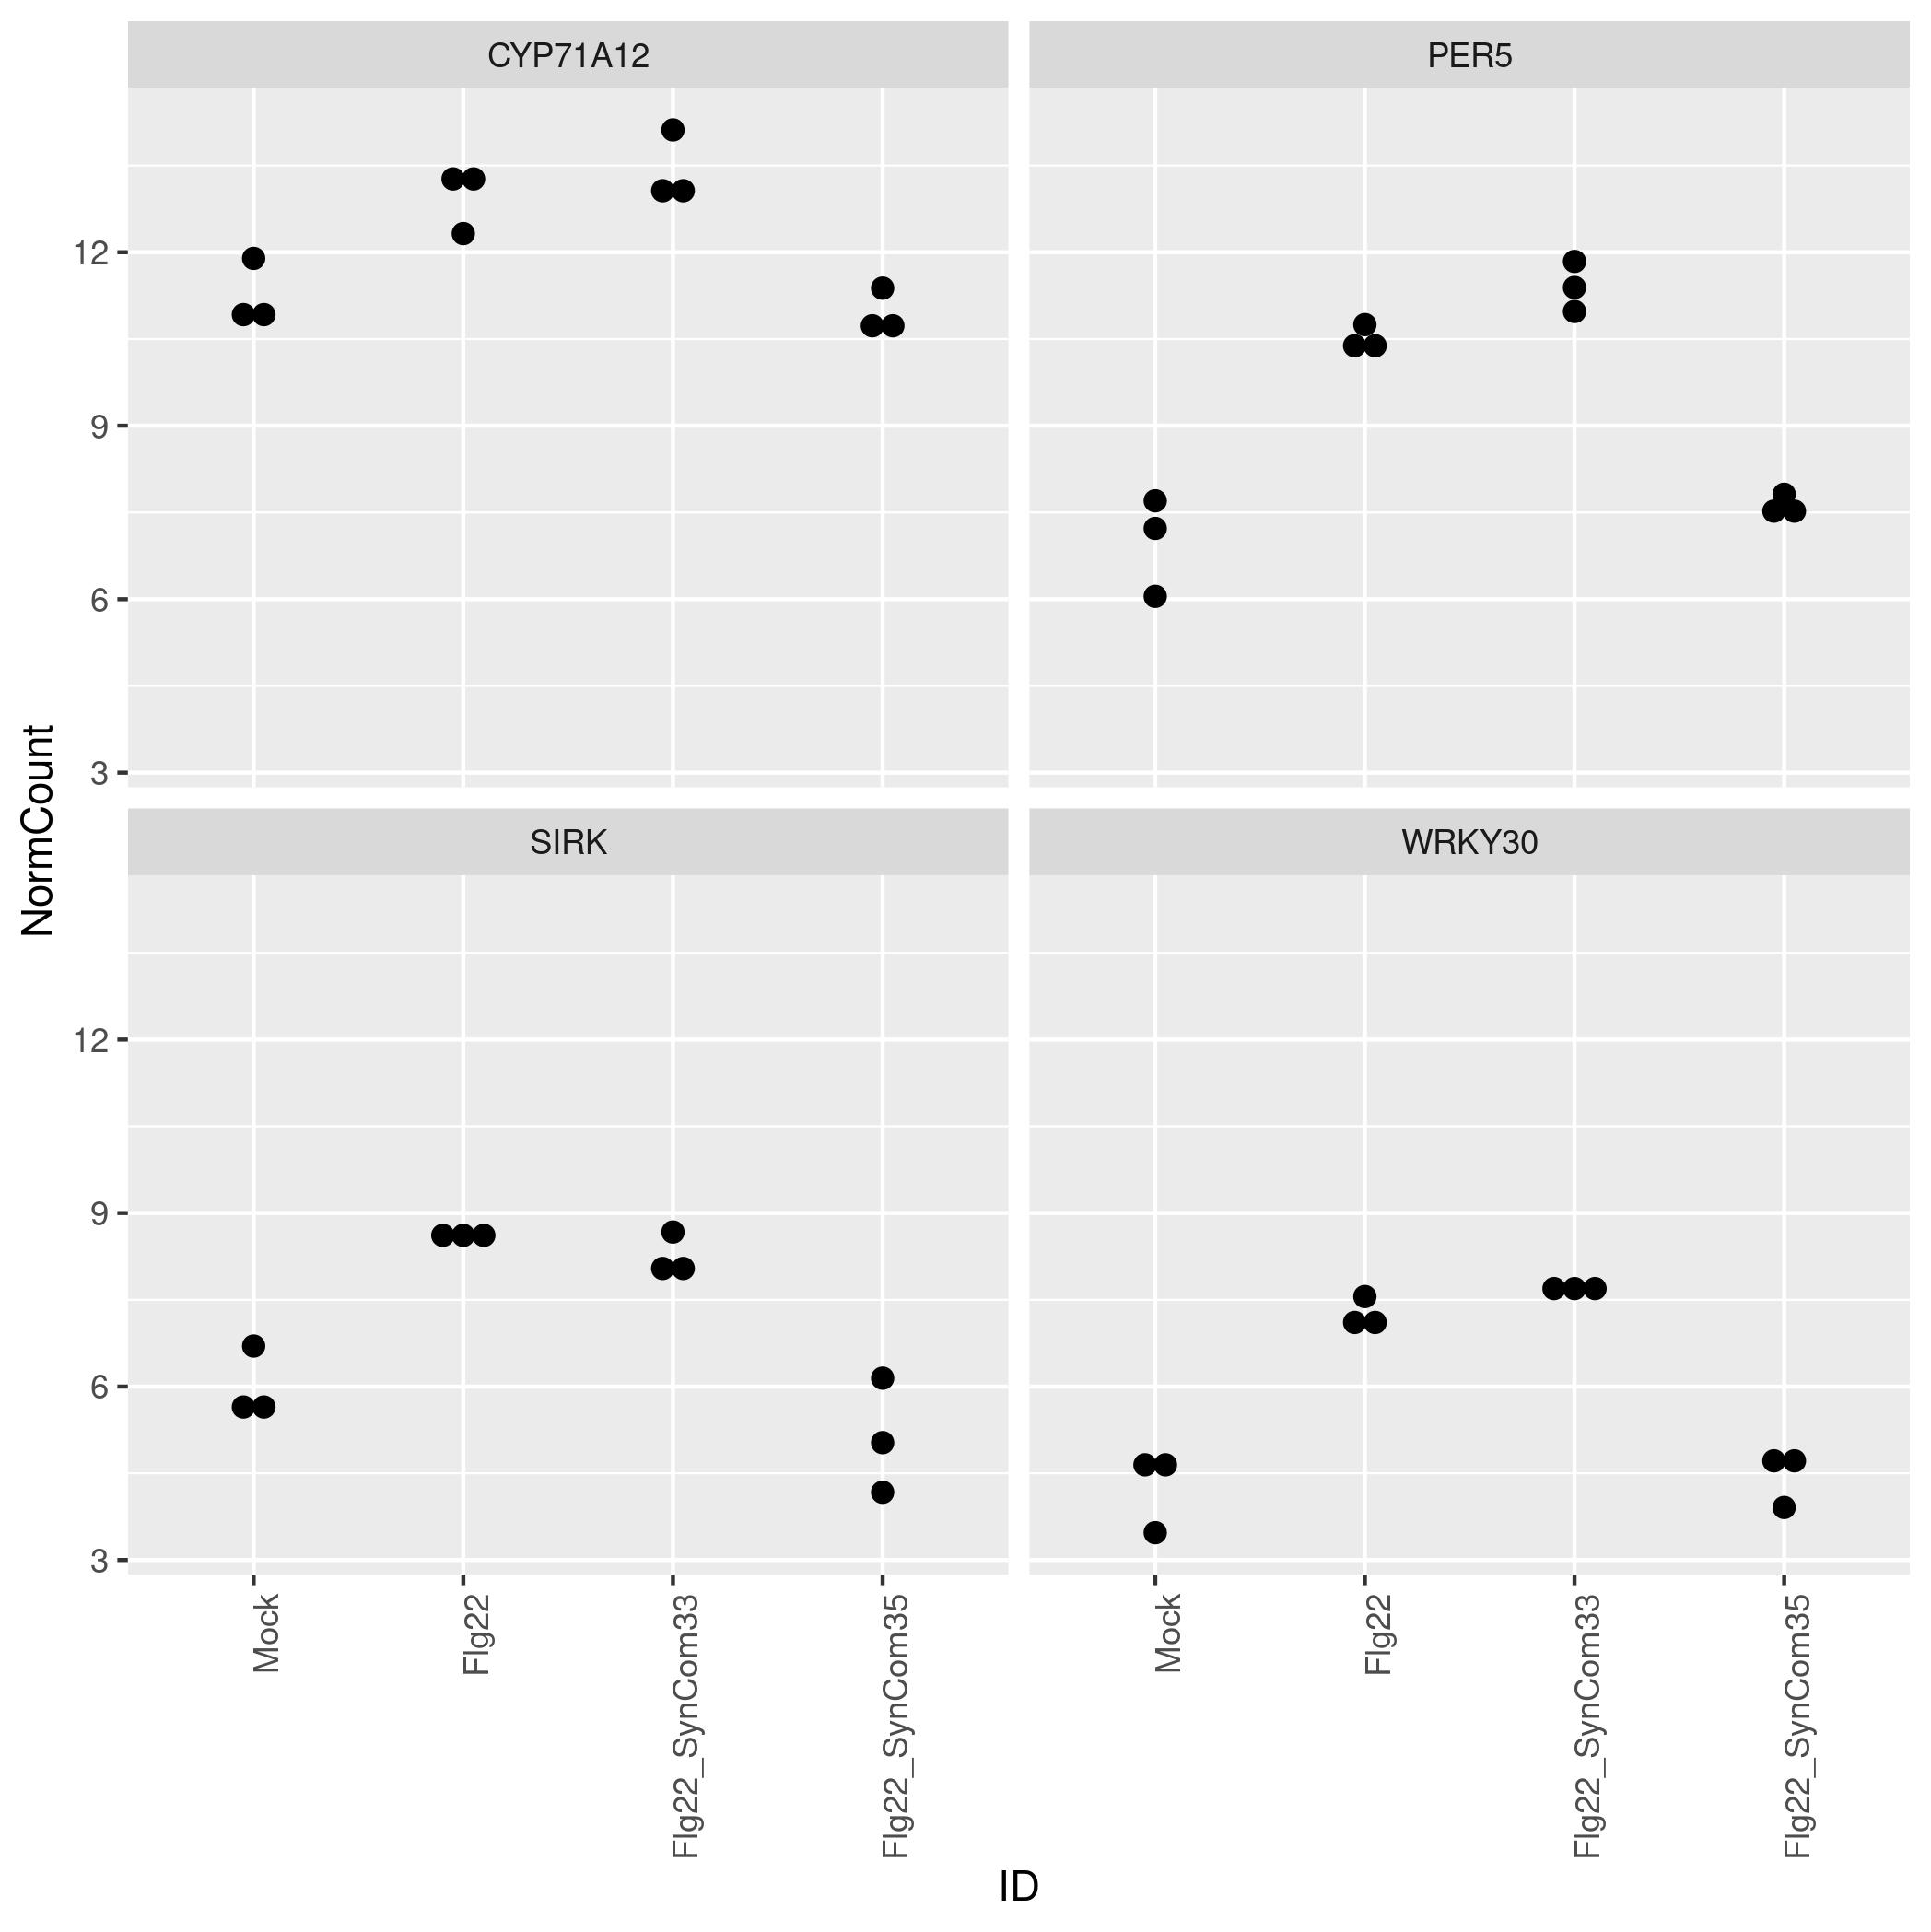 CYP71A12
PER5
12
9
6
3
NormCount
SIRK
WRKY30
12
9
6
3
Mock
Flg22
Flg22_SynCom33
Flg22_SynCom35
Mock
Flg22
Flg22_SynCom33
Flg22_SynCom35
ID